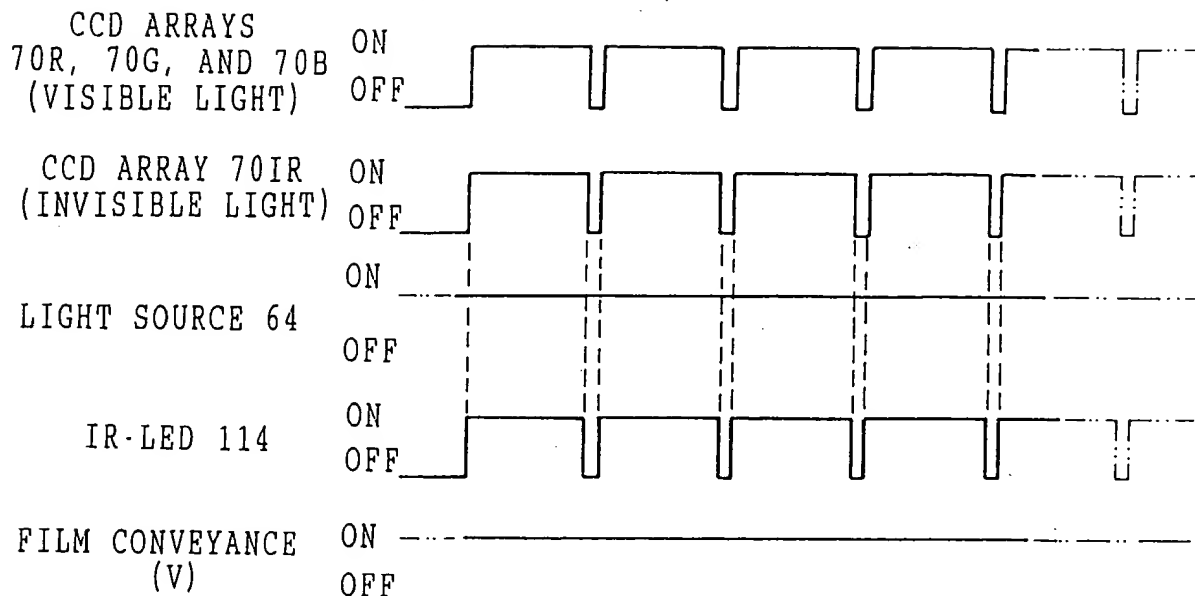 CCD ARRAYS
70R, 70G, AND 70B
(VISIBLE LIGHT)
ON
OFF
CCD ARRAY 70IR
(INVISIBLE LIGHT)
ON
OFF
LIGHT SOURCE 64
ON
OFF
IR·LED 114
ON
OFF
FILM CONVEYANCE
(V)
ON
OFF